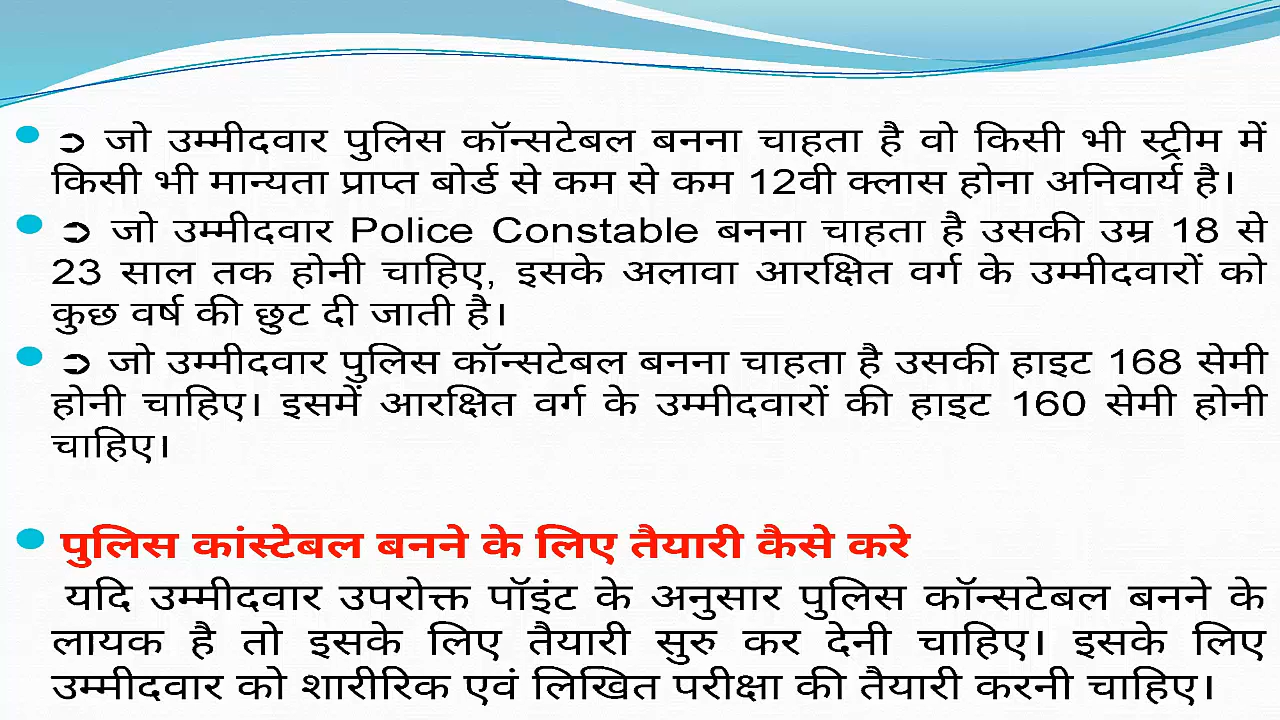 • ➲ जो उम्मीदवार पुलिस कॉन्सटेबल बनना चाहता है वो किसी भी स्ट्रीम में
किसी भी मान्यता प्राप्त बोर्ड से कम से कम 12वी क्लास होना अनिवार्य है।
• ➲ जो उम्मीदवार Police Constable बनना चाहता है उसकी उम्र 18 से
23 साल तक होनी चाहिए, इसके अलावा आरक्षित वर्ग के उम्मीदवारों को
कुछ वर्ष की छुट दी जाती है।
• ➲ जो उम्मीदवार पुलिस कॉन्सटेबल बनना चाहता है उसकी हाइट 168 सेमी
होनी चाहिए। इसमें आरक्षित वर्ग के उम्मीदवारों की हाइट 160 सेमी होनी
चाहिए।
• पुलिस कांस्टेबल बनने के लिए तैयारी कैसे करे
यदि उम्मीदवार उपरोक्त पॉइंट के अनुसार पुलिस कॉन्सटेबल बनने के
लायक है तो इसके लिए तैयारी सुरु कर देनी चाहिए। इसके लिए
उम्मीदवार को शारीरिक एवं लिखित परीक्षा की तैयारी करनी चाहिए।